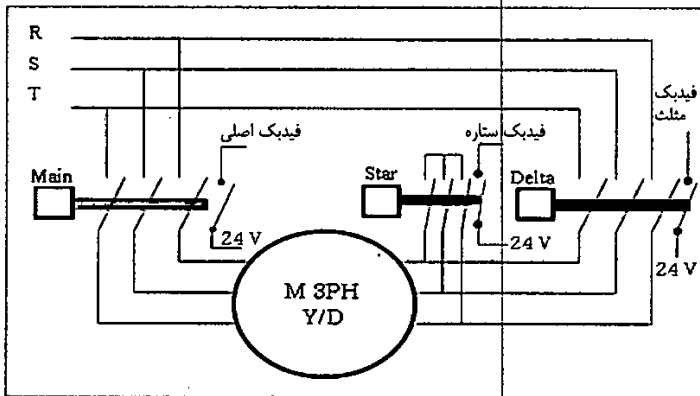 R
S
T
فیدبک اصلی
فیدبک ستاره
فیدبک
مثلث
Main
Star
Delta
24 V
24 V
24 V
M 3PH
Y/D